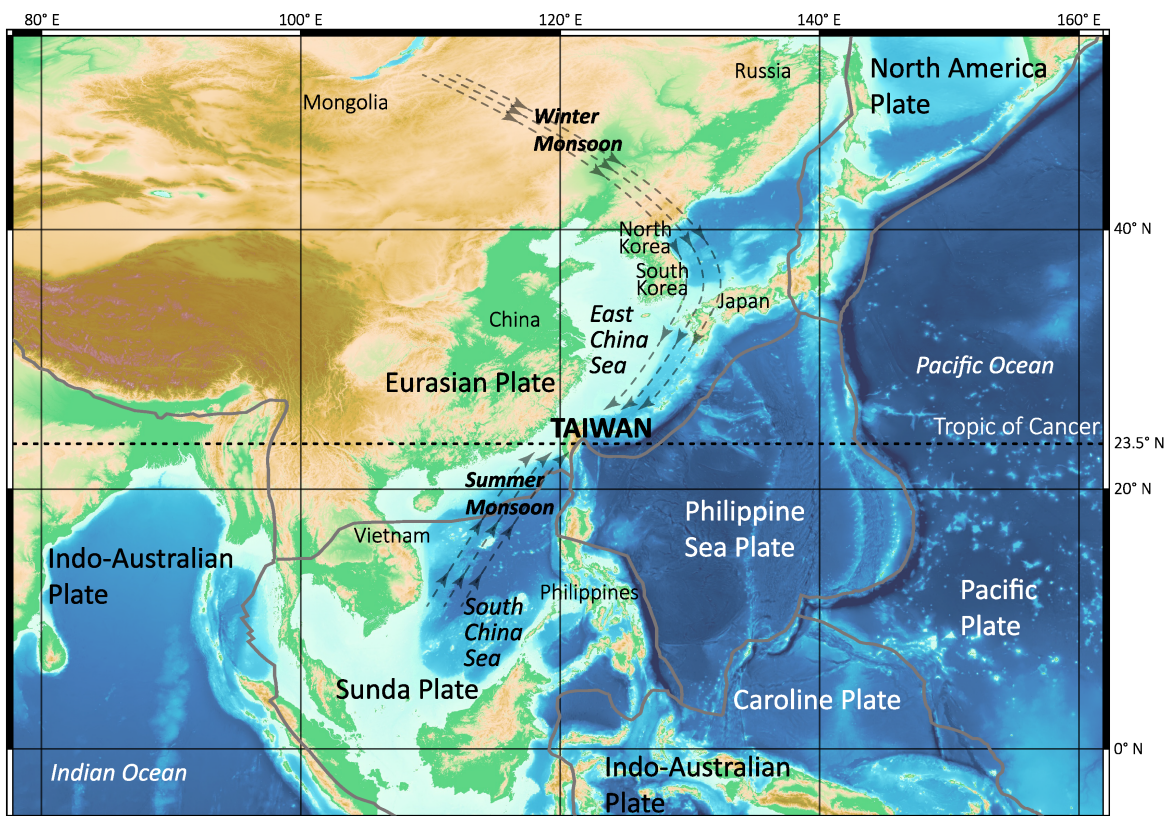 80° E
100° E
120° E
140° E
160° E
Russia
North America
Plate
Mongolia
Winter
Monsoon
40° N
North
Korea
South
Korea
Japan
East
China
Sea
China
Pacific Ocean
Eurasian Plate
TAIWAN
Tropic of Cancer
23.5° N
Summer
Monsoon
20° N
Philippine
Sea Plate
Vietnam
Indo-Australian
Plate
Philippines
Pacific
Plate
South
China
Sea
Sunda Plate
Caroline Plate
0° N
Indian Ocean
Indo-Australian
Plate